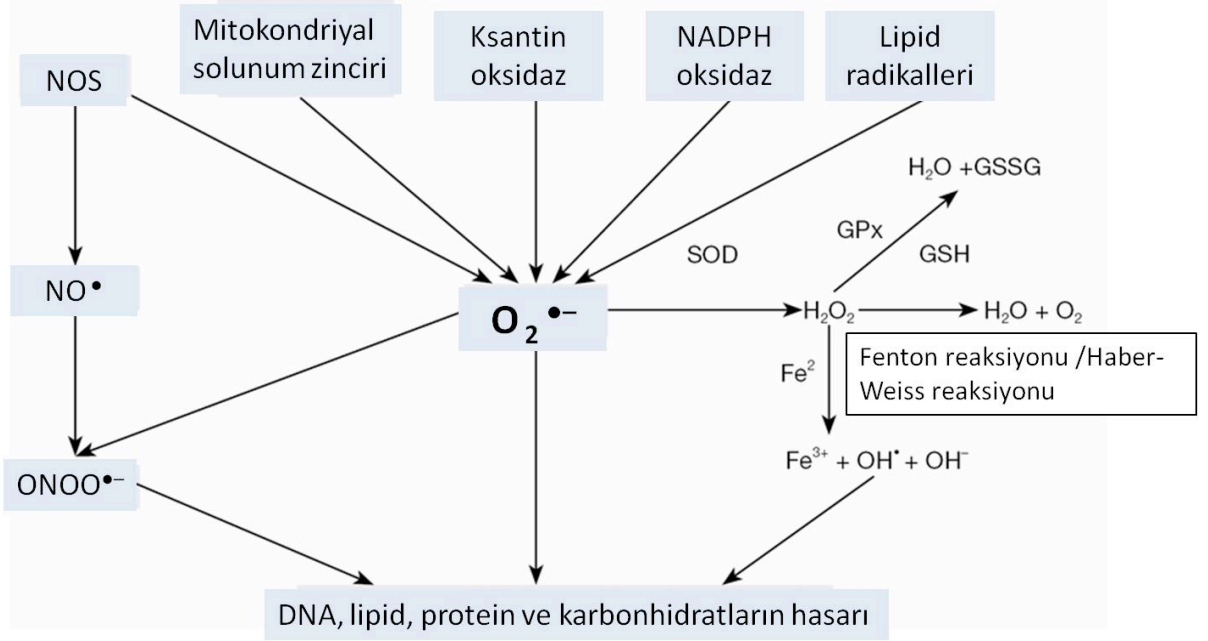 Mitokondriyal
solunum zinciri
Ksantin
oksidaz
NADPH
oksidaz
Lipid
radikalleri
NOS
H₂O +GSSG
GPx
SOD
GSH
NO•
O₂•−
H₂O₂
H₂O + O₂
Fe²
Fenton reaksiyonu /Haber-
Weiss reaksiyonu
Fe³⁺ + OH• + OH⁻
ONOO•−
DNA, lipid, protein ve karbonhidratların hasarı